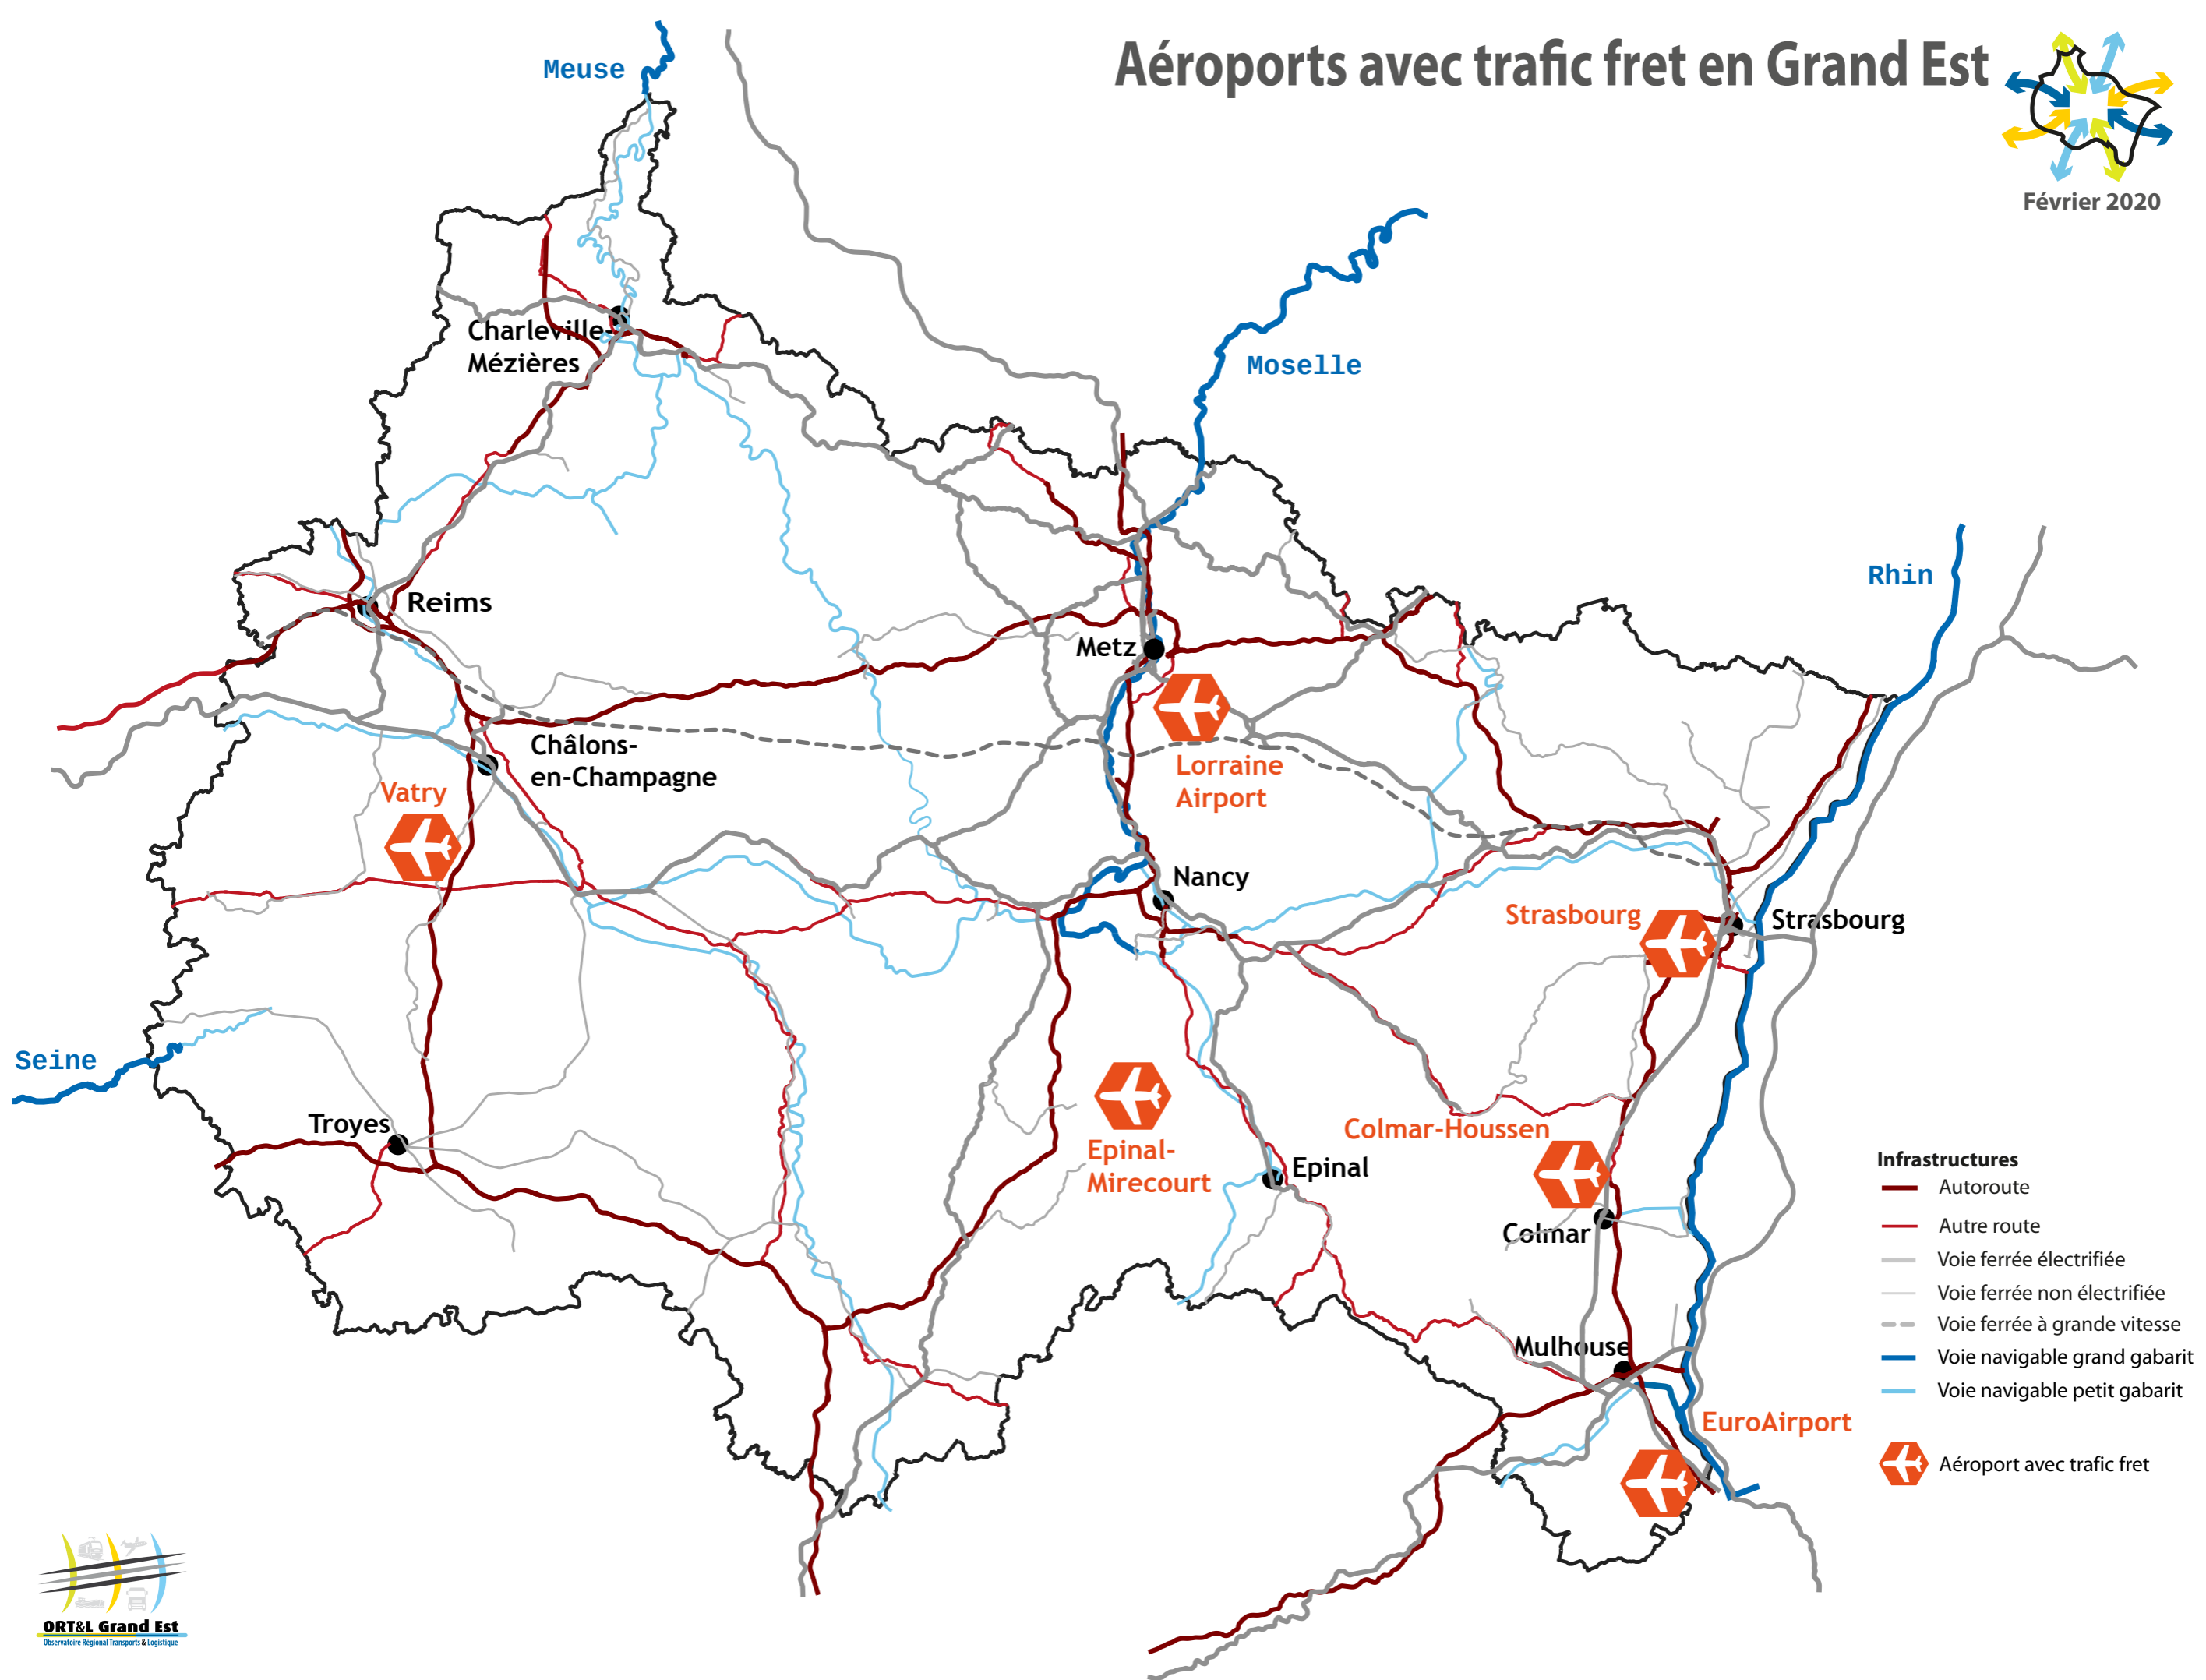 Aéroports avec trafic fret en Grand Est
Février 2020
Meuse
Moselle
Rhin
Seine
Charleville-
Mézières
Reims
Metz
Châlons-
en-Champagne
Vatry
Lorraine
Airport
Nancy
Strasbourg
Strasbourg
Troyes
Epinal-
Mirecourt
Epinal
Colmar-Houssen
Colmar
Mulhouse
EuroAirport
Infrastructures
Autoroute
Autre route
Voie ferrée électrifiée
Voie ferrée non électrifiée
Voie ferrée à grande vitesse
Voie navigable grand gabarit
Voie navigable petit gabarit
Aéroport avec trafic fret
ORT&L Grand Est
Observatoire Régional Transports & Logistique